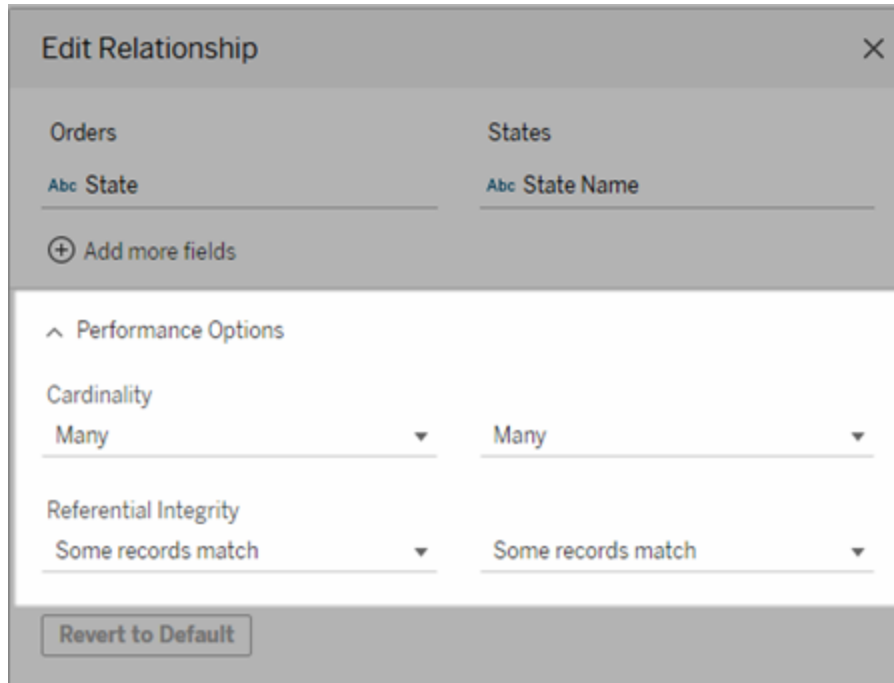 Edit Relationship
Orders States
Abc State Abc State Name
Add more fields
Performance Options
Cardinality
Many Many
Referential Integrity
Some records match Some records match
Revert to Default